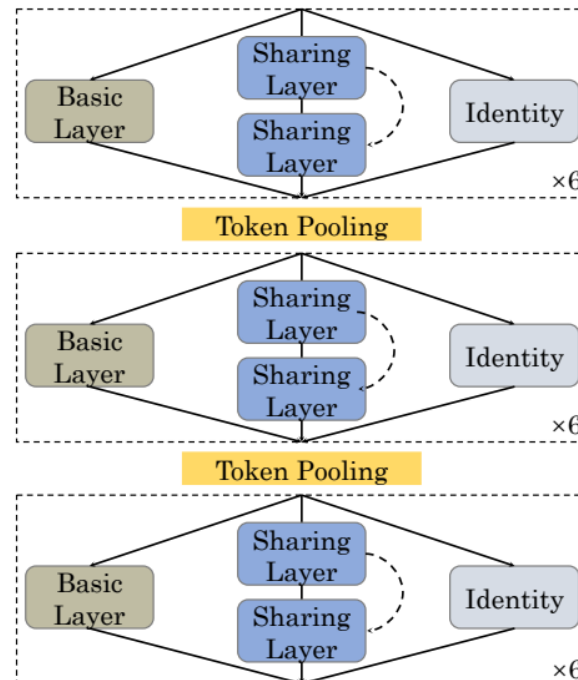 Sharing
Layer
Basic
Layer
Sharing
Layer
Identity
×6
Token Pooling
Sharing
Layer
Basic
Layer
Sharing
Layer
Identity
×6
Token Pooling
Sharing
Layer
Basic
Layer
Sharing
Layer
Identity
×6